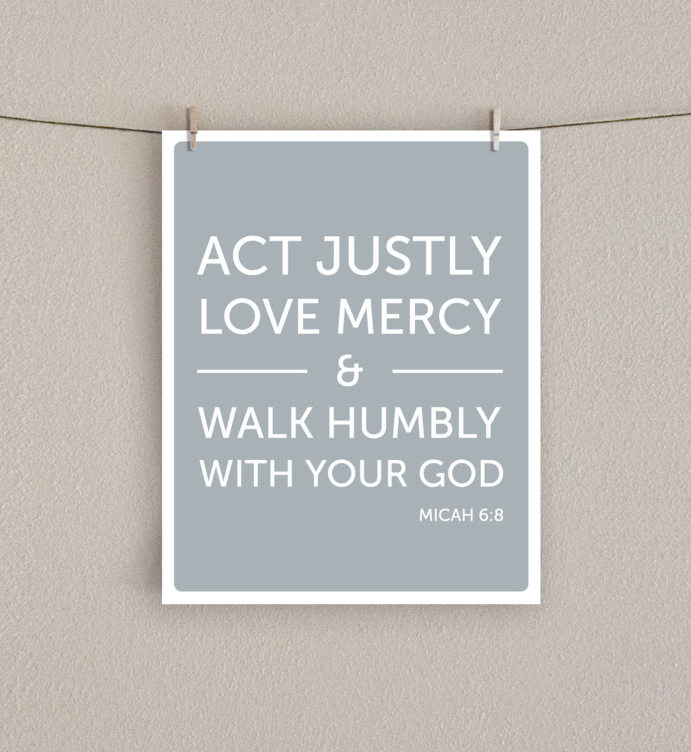 ACT JUSTLY
LOVE MERCY
&
WALK HUMBLY
WITH YOUR GOD
MICAH 6:8